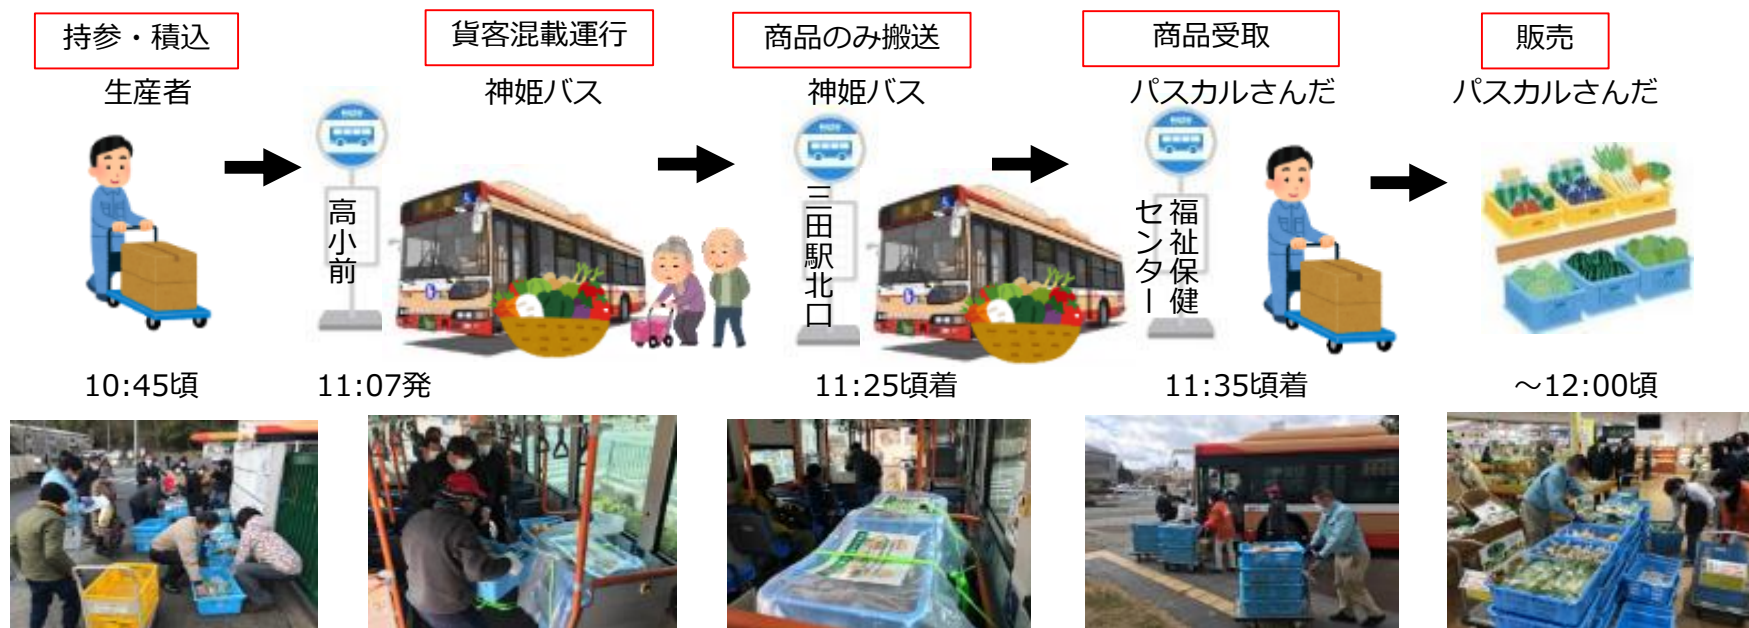 持参・積込
生産者
10:45頃
貨客混載運行
神姫バス
高小前
11:07発
商品のみ搬送
神姫バス
三田駅北口
11:25頃着
商品受取
パスカルさんだ
福祉保健
センター
11:35頃着
販売
パスカルさんだ
～12:00頃